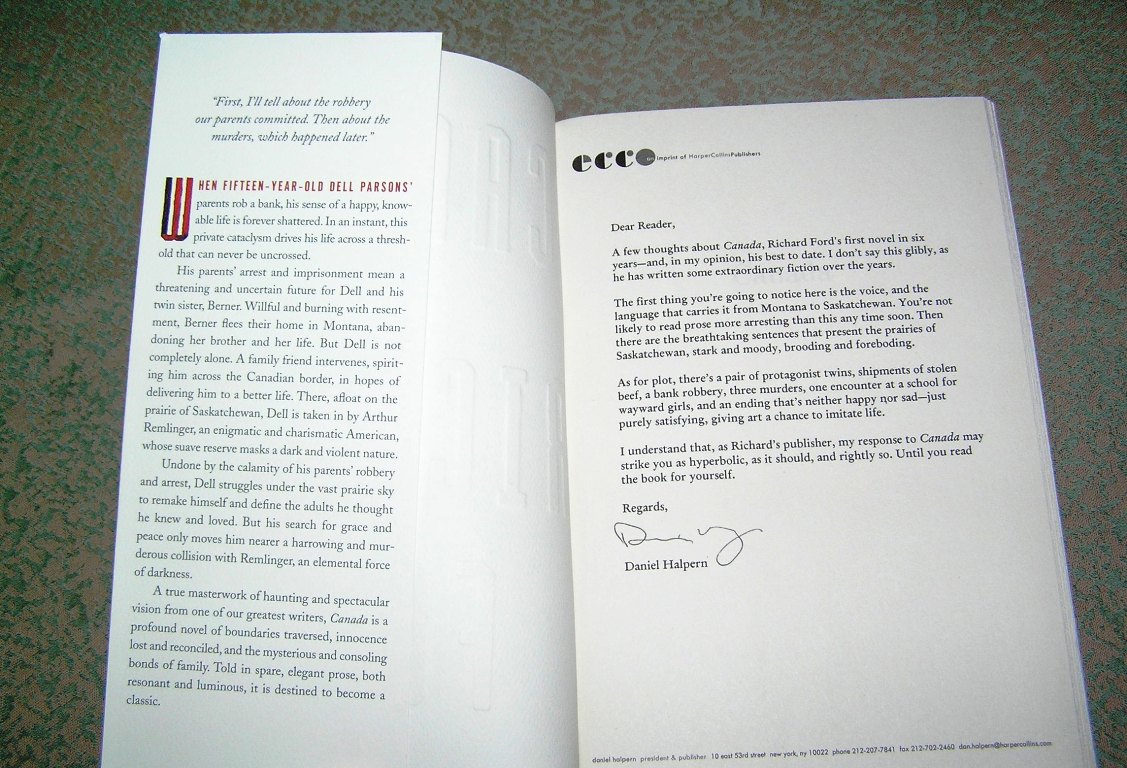 "First, I'll tell about the robbery
our parents committed. Then about the
murders, which happened later."
WHEN FIFTEEN-YEAR-OLD DELL PARSONS'
parents rob a bank, his sense of a happy, know-
able life is forever shattered. In an instant, this
private cataclysm drives his life across a thresh-
old that can never be uncrossed.
His parents' arrest and imprisonment mean a
threatening and uncertain future for Dell and his
twin sister, Berner. Willful and burning with resent-
ment, Berner flees their home in Montana, aban-
doning her brother and her life. But Dell is not
completely alone. A family friend intervenes, spirit-
ing him across the Canadian border, in hopes of
delivering him to a better life. There, afloat on the
prairie of Saskatchewan, Dell is taken in by Arthur
Remlinger, an enigmatic and charismatic American,
whose suave reserve masks a dark and violent nature.
Undone by the calamity of his parents' robbery
and arrest, Dell struggles under the vast prairie sky
to remake himself and define the adults he thought
he knew and loved. But his search for grace and
peace only moves him nearer a harrowing and mur-
derous collision with Remlinger, an elemental force
of darkness.
A true masterwork of haunting and spectacular
vision from one of our greatest writers, Canada is a
profound novel of boundaries traversed, innocence
lost and reconciled, and the mysterious and consoling
bonds of family. Told in spare, elegant prose, both
resonant and luminous, it is destined to become a
classic.
ecco an Imprint of HarperCollinsPublishers
Dear Reader,
A few thoughts about Canada, Richard Ford's first novel in six
years—and, in my opinion, his best to date. I don't say this glibly, as
he has written some extraordinary fiction over the years.
The first thing you're going to notice here is the voice, and the
language that carries it from Montana to Saskatchewan. You're not
likely to read prose more arresting than this any time soon. Then
there are the breathtaking sentences that present the prairies of
Saskatchewan, stark and moody, brooding and foreboding.
As for plot, there's a pair of protagonist twins, shipments of stolen
beef, a bank robbery, three murders, one encounter at a school for
wayward girls, and an ending that's neither happy nor sad—just
purely satisfying, giving art a chance to imitate life.
I understand that, as Richard's publisher, my response to Canada may
strike you as hyperbolic, as it should, and rightly so. Until you read
the book for yourself.
Regards,
Daniel Halpern
daniel halpern president & publisher 10 east 53rd street new york, ny 10022 phone 212-207-7841 fax 212-702-2460 dan.halpern@harpercollins.com